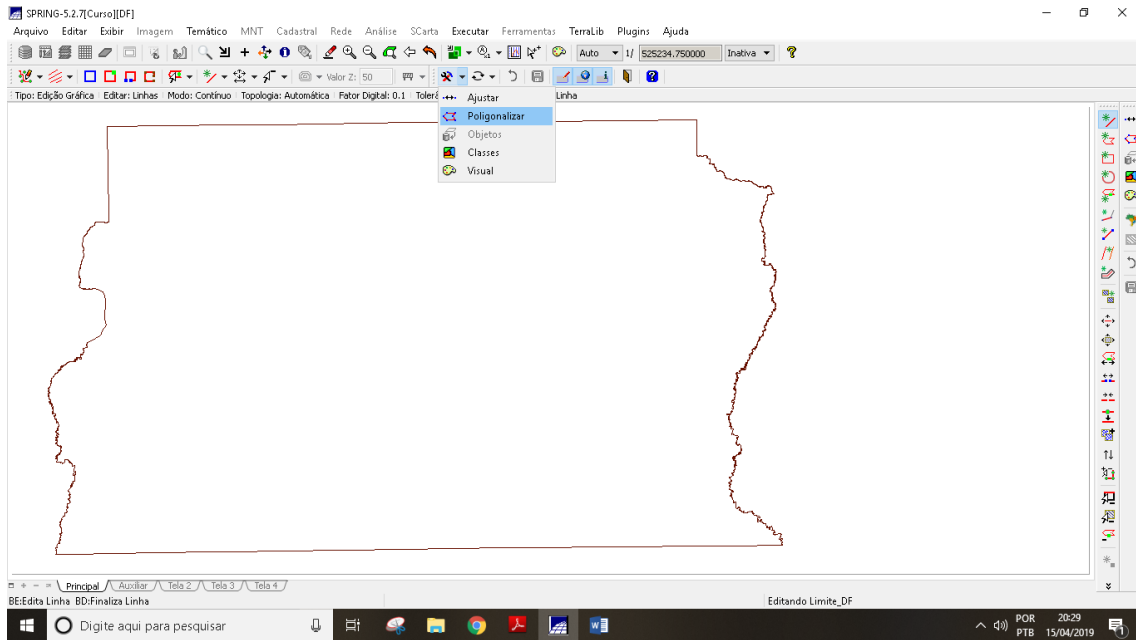 SPRING-5.2.7[Curso][DF]
Arquivo Editar Exibir Imagem Temático MNT Cadastral Rede Análise SCarta Executar Ferramentas TerraLib Plugins Ajuda
Auto 1/ 525234.750000 Inativa
Valor Z: 50
Tipo: Edição Gráfica Editar: Linhas Modo: Contínuo Topologia: Automática Fator Digital: 0.1 Linha
Ajustar
Poligonalizar
Objetos
Classes
Visual
Principal Auxiliar Tela 2 Tela 3 Tela 4
BE:Edita Linha BD:Finaliza Linha Editando Limite_DF
Digite aqui para pesquisar
POR 20:29
PTB 15/04/2019